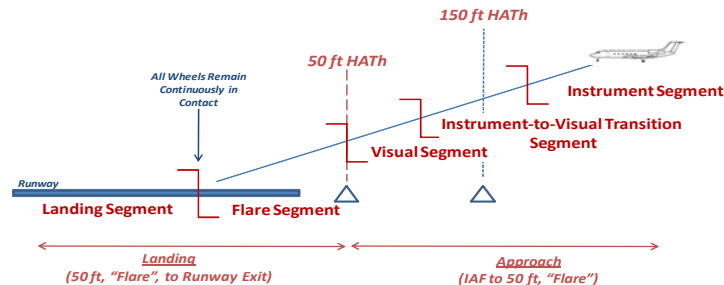 150 ft HATh
50 ft HATh
All Wheels Remain
Continuously in
Contact
Instrument Segment
Instrument-to-Visual Transition
Segment
Visual Segment
Runway
Landing Segment
Flare Segment
Landing
(50 ft, “Flare”, to Runway Exit)
Approach
(IAF to 50 ft, “Flare”)